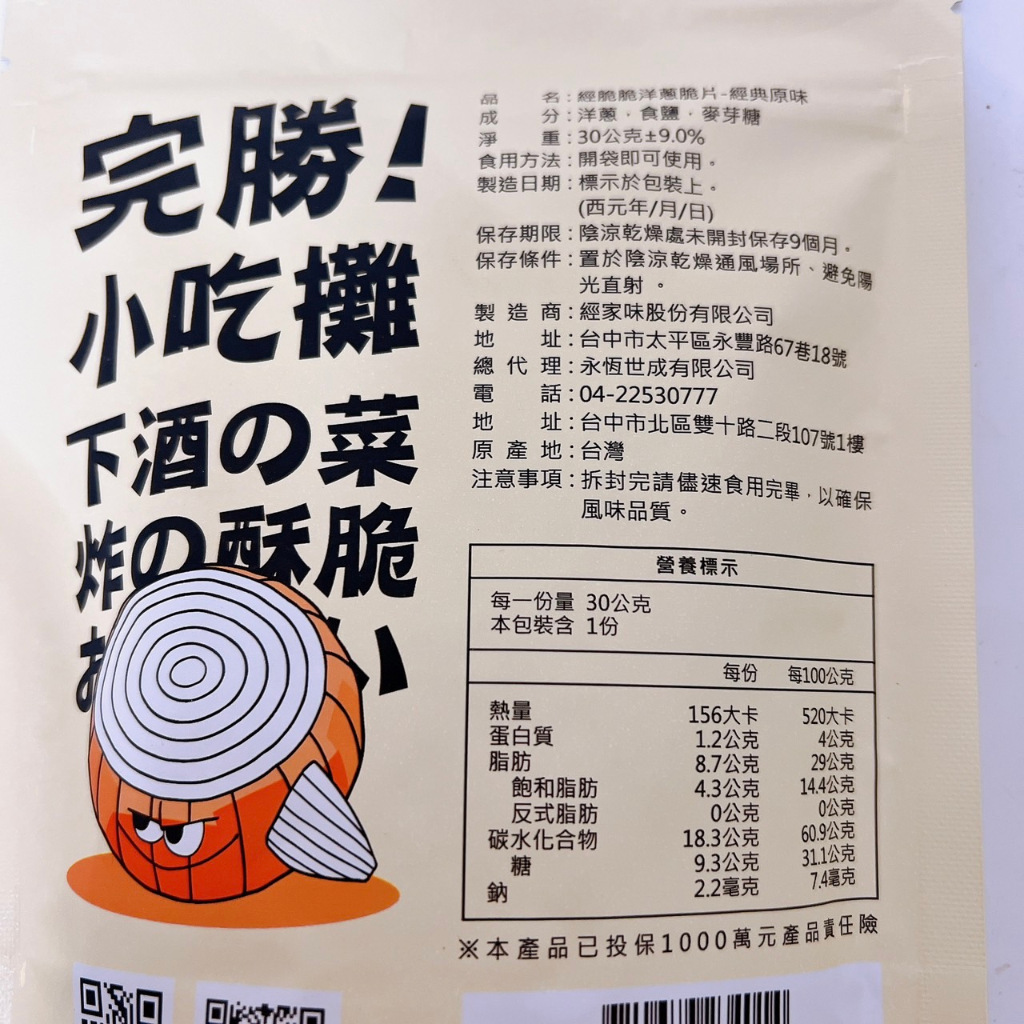 完勝！
小吃攤
下酒の菜
炸の酥脆
い
品名：經脆脆洋蔥脆片-經典原味
成分：洋蔥．食鹽．麥芽糖
淨重：30公克±9.0%
食用方法：開袋即可使用。
製造日期：標示於包裝上。
(西元年/月/日)
保存期限：陰涼乾燥處未開封保存9個月。
保存條件：置於陰涼乾燥通風場所、避免陽
光直射。
製造商：經家味股份有限公司
地址：台中市太平區永豐路67巷18號
總代理：永恆世成有限公司
電話：04-22530777
地址：台中市北區雙十路二段107號1樓
原產地：台灣
注意事項：拆封完請儘速食用完畢，以確保
風味品質。
營養標示
每一份量 30公克
本包裝含 1份
每份 每100公克
熱量 156大卡 520大卡
蛋白質 1.2公克 4公克
脂肪 8.7公克 29公克
飽和脂肪 4.3公克 14.4公克
反式脂肪 0公克 0公克
碳水化合物 18.3公克 60.9公克
糖 9.3公克 31.1公克
鈉 2.2毫克 7.4毫克
※本產品已投保1000萬元產品責任險